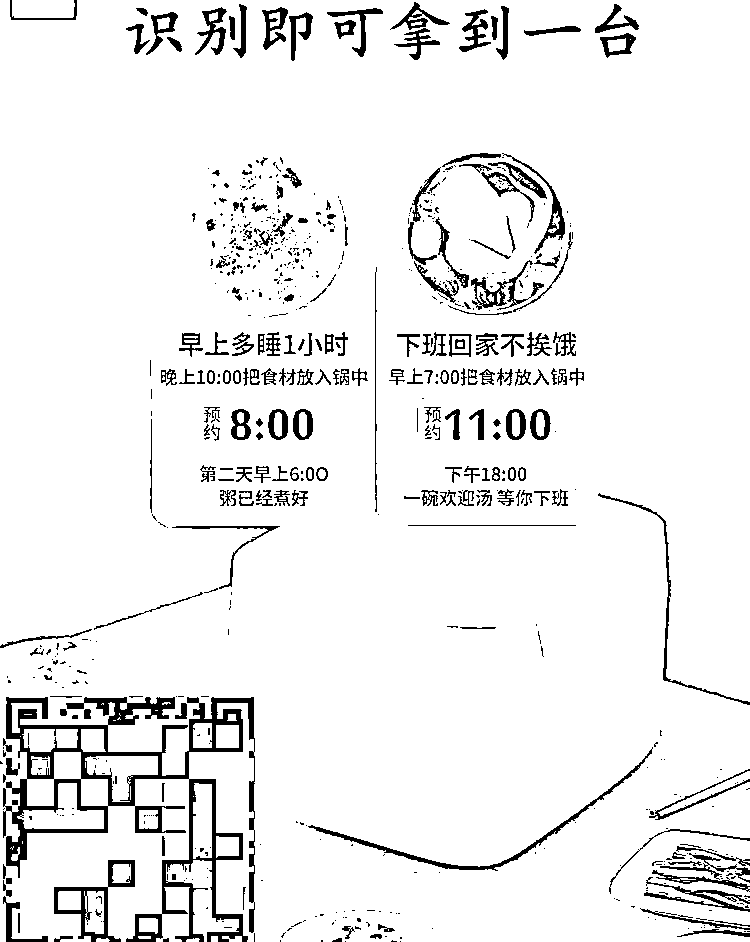 识别即可拿到一台
早上多睡1小时
晚上10:00把食材放入锅中
预约 8:00
第二天早上6:00
粥已经煮好
下班回家不挨饿
早上7:00把食材放入锅中
预约 11:00
下午18:00
一碗欢迎汤 等你下班